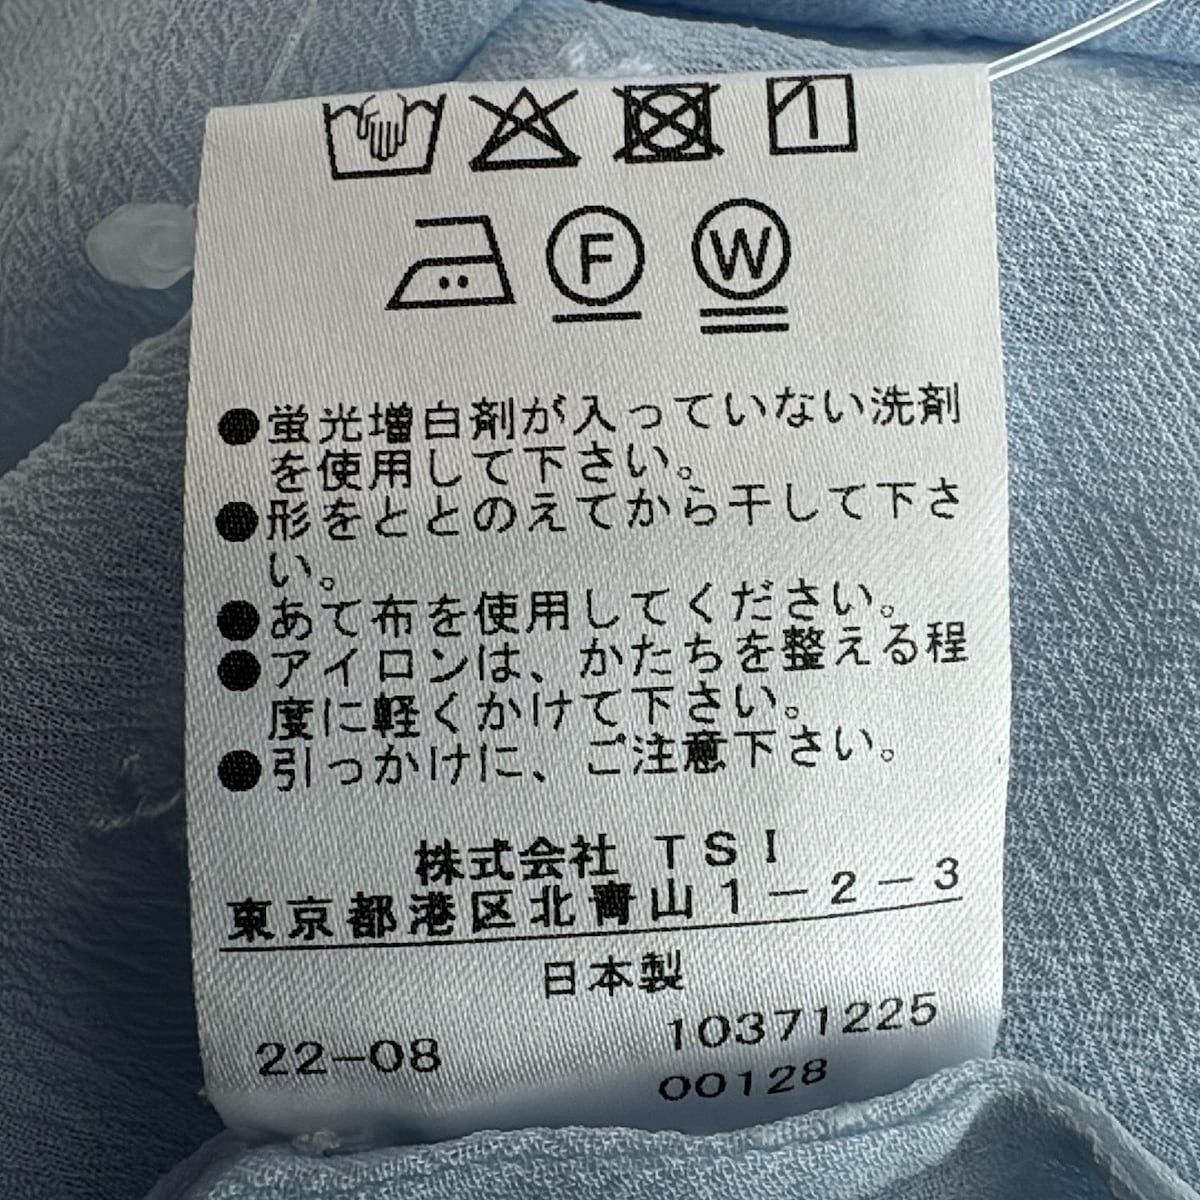 F W
●蛍光増白剤が入っていない洗剤
を使用して下さい。
●形をととのえてから干して下さ
い。
●あて布を使用してください。
●アイロンは、かたちを整える程
度に軽くかけて下さい。
●引っかけに、ご注意下さい。
株式会社 TSI
東京都港区北青山1-2-3
日本製
22-08
10371225
00128